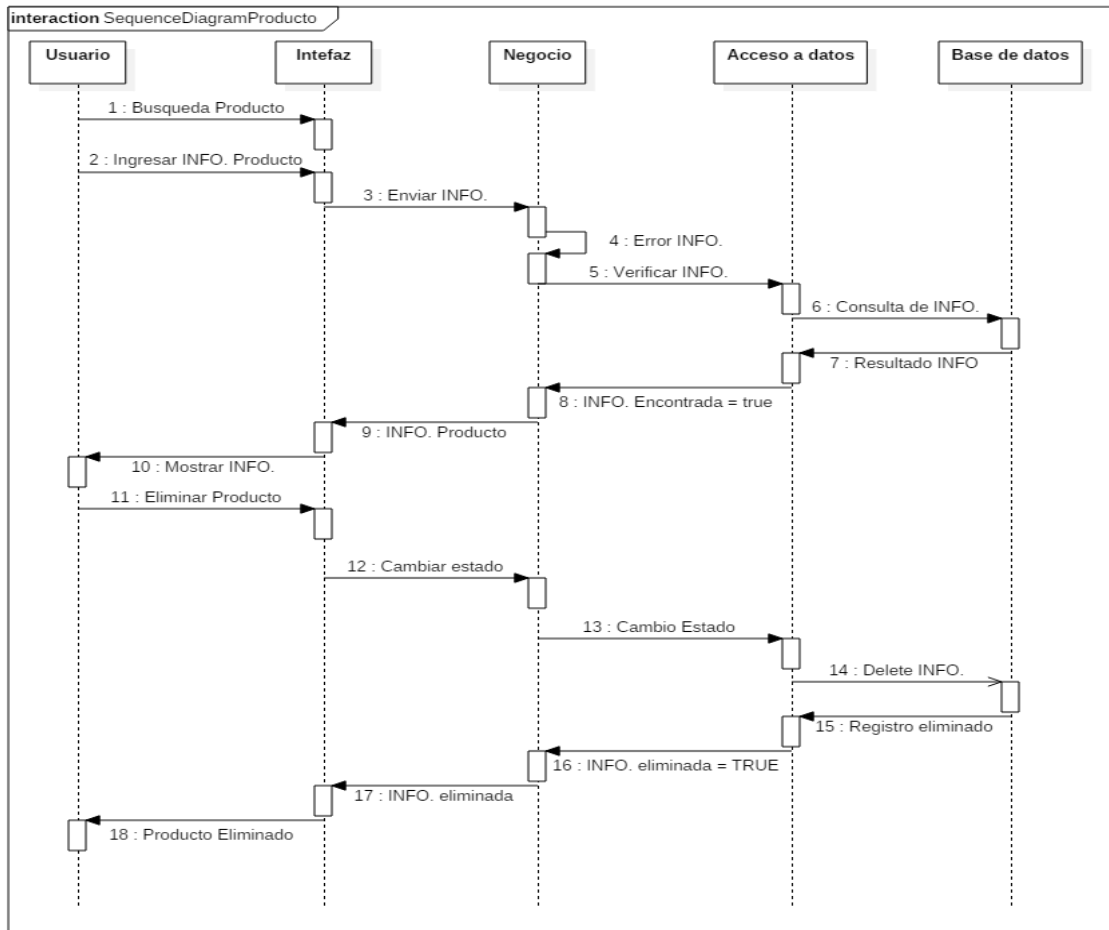 interaction SequenceDiagramProducto
Usuario
Intefaz
Negocio
Acceso a datos
Base de datos
1 : Busqueda Producto
2 : Ingresar INFO. Producto
3 : Enviar INFO.
4 : Error INFO.
5 : Verificar INFO.
6 : Consulta de INFO.
7 : Resultado INFO
8 : INFO. Encontrada = true
9 : INFO. Producto
10 : Mostrar INFO.
11 : Eliminar Producto
12 : Cambiar estado
13 : Cambio Estado
14 : Delete INFO.
15 : Registro eliminado
16 : INFO. eliminada = TRUE
17 : INFO. eliminada
18 : Producto Eliminado